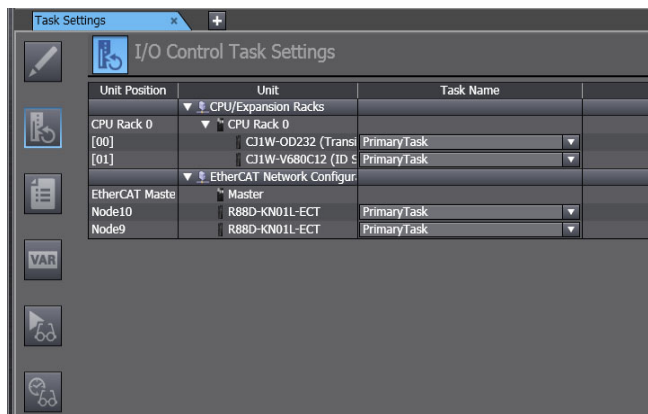 Task Settings × +
I/O Control Task Settings
Unit Position Unit Task Name
▼ CPU/Expansion Racks
CPU Rack 0 ▼ CPU Rack 0
[00] CJ1W-OD232 (Transi PrimaryTask ▼
[01] CJ1W-V680C12 (ID S PrimaryTask ▼
▼ EtherCAT Network Configur
EtherCAT Maste Master
Node10 R88D-KN01L-ECT PrimaryTask ▼
Node9 R88D-KN01L-ECT PrimaryTask ▼
VAR